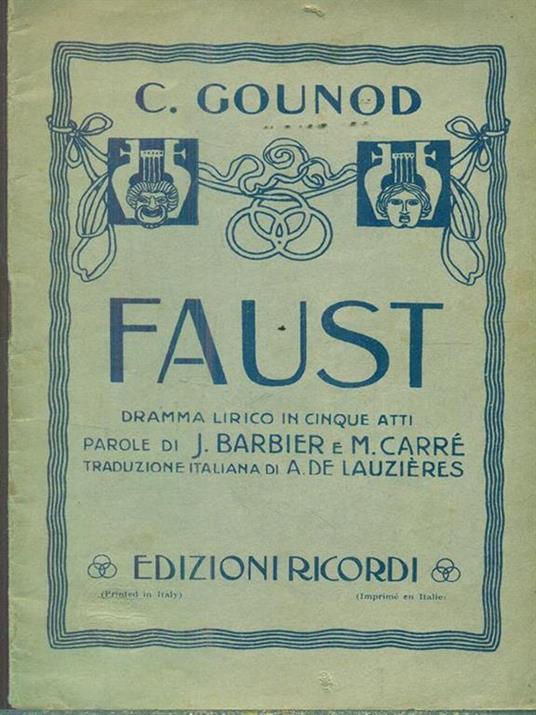 C. GOUNOD
FAUST
DRAMMA LIRICO IN CINQUE ATTI
PAROLE DI J. BARBIER E M. CARRÉ
TRADUZIONE ITALIANA DI A. DE LAUZIÈRES
EDIZIONI RICORDI
(Printed in Italy) (Imprimé en Italie)